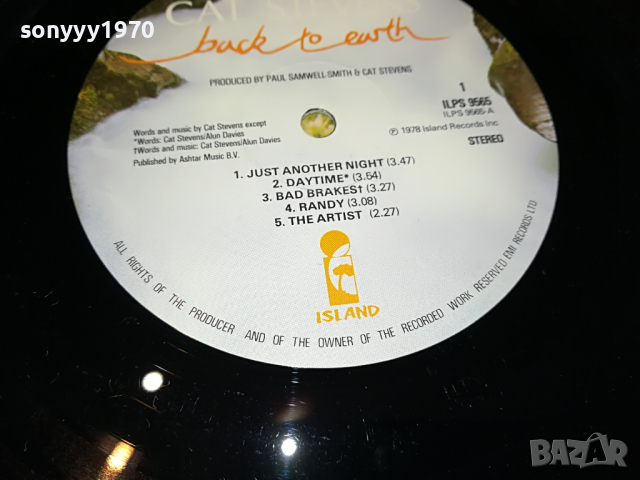 sonyyy1970
CAT STEVENS
back to earth
PRODUCED BY PAUL SAMWELL-SMITH & CAT STEVENS
1
ILPS 9565
ILPS 9565-A
℗ 1978 Island Records Inc
STEREO
Words and music by Cat Stevens except
*Words: Cat Stevens/Alun Davies
†Words and music: Cat Stevens/Alun Davies
Published by Ashtar Music B.V.
1. JUST ANOTHER NIGHT (3.47)
2. DAYTIME* (3.54)
3. BAD BRAKES† (3.27)
4. RANDY (3.08)
5. THE ARTIST (2.27)
ISLAND
ALL RIGHTS OF THE PRODUCER AND OF THE OWNER OF THE RECORDED WORK RESERVED EMI RECORDS LTD
BAZAR